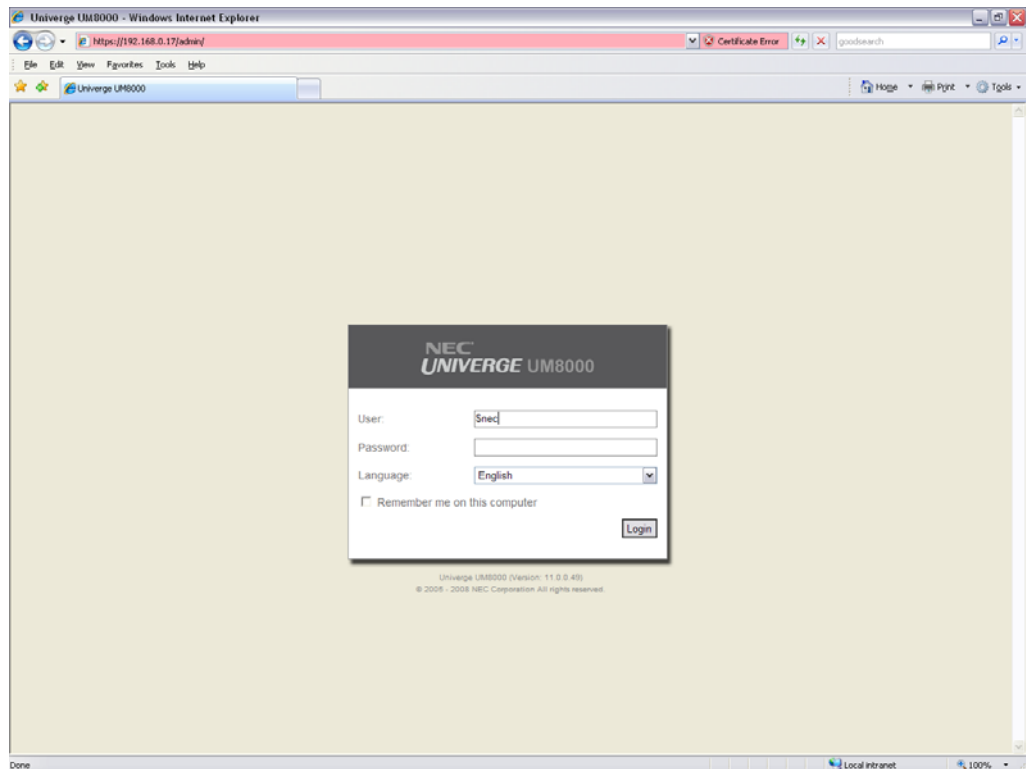 Univerge UM8000 - Windows Internet Explorer
https://192.168.0.17/admin/ Certificate Error goodsearch
File Edit View Favorites Tools Help
Univerge UM8000 Home Print Tools
NEC
UNIVERGE UM8000
User: Snec
Password:
Language: English
Remember me on this computer
Login
Univerge UM8000 (Version: 11.0.0.49)
© 2005 - 2008 NEC Corporation All rights reserved.
Done Local intranet 100%